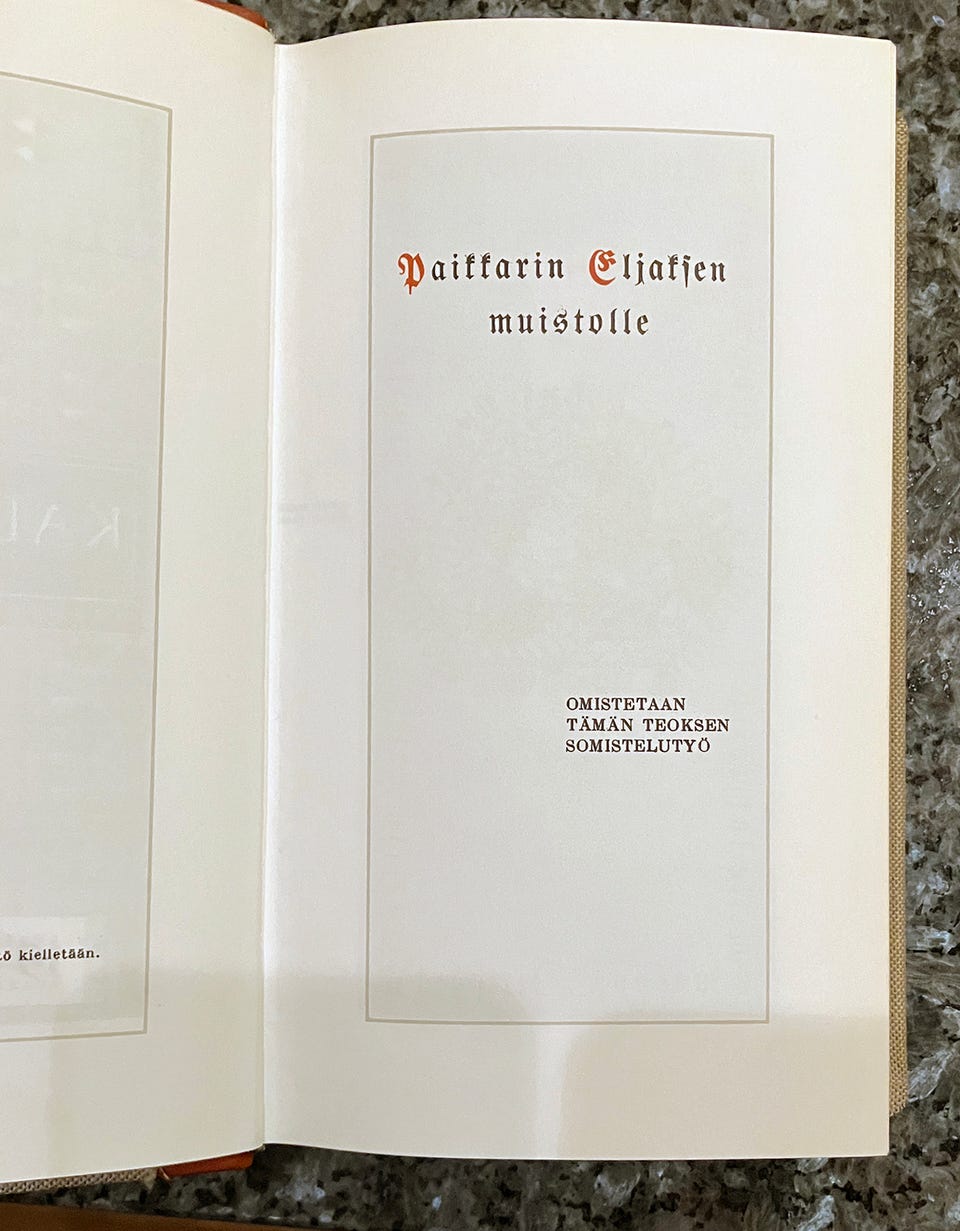 kielletään.
Paikkarin Eljakſen
muistolle
OMISTETAAN
TÄMÄN TEOKSEN
SOMISTELUTYÖ